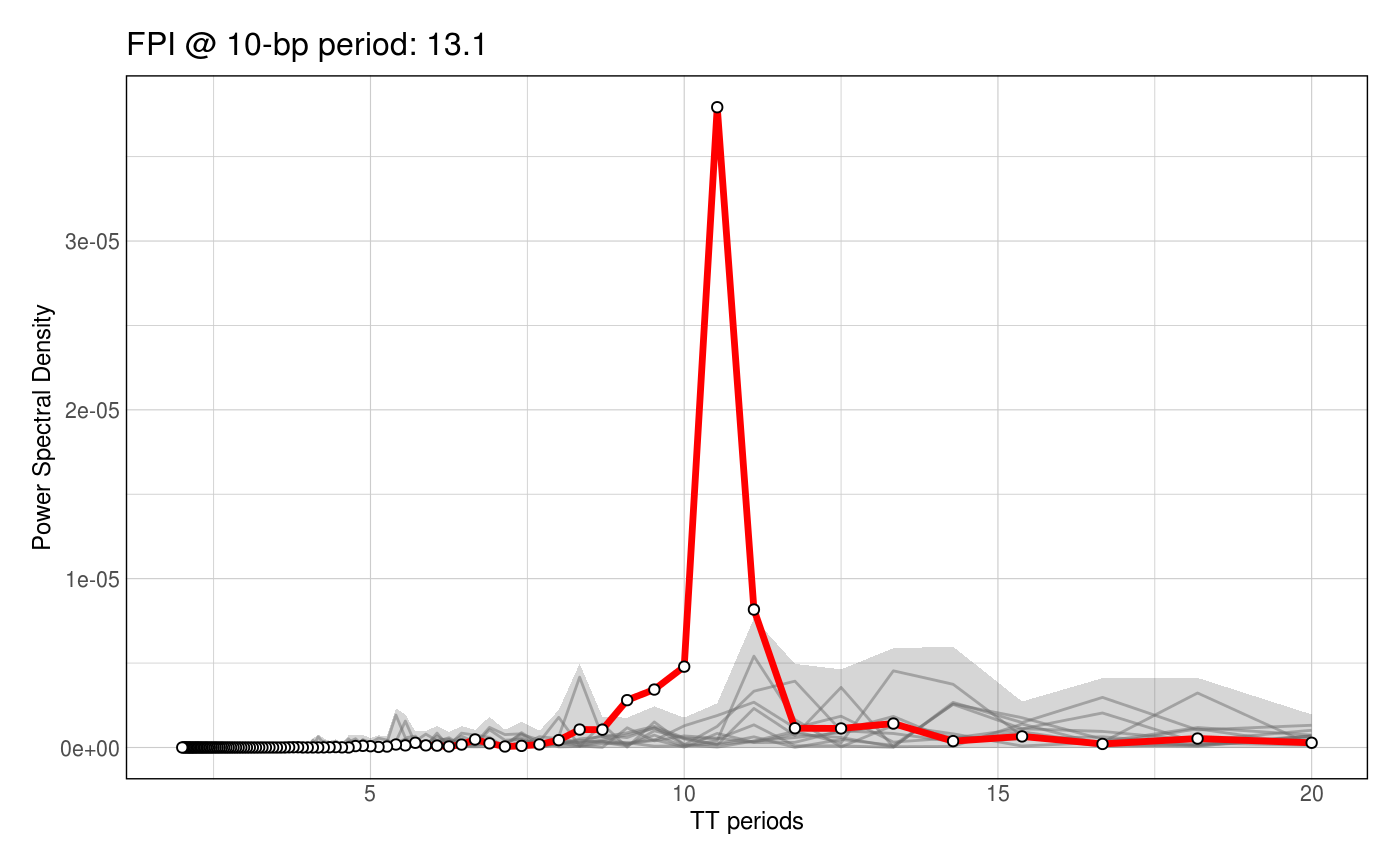 FPI @ 10-bp period: 13.1
Power Spectral Density
3e-05
2e-05
1e-05
0e+00
5
10
15
20
TT periods